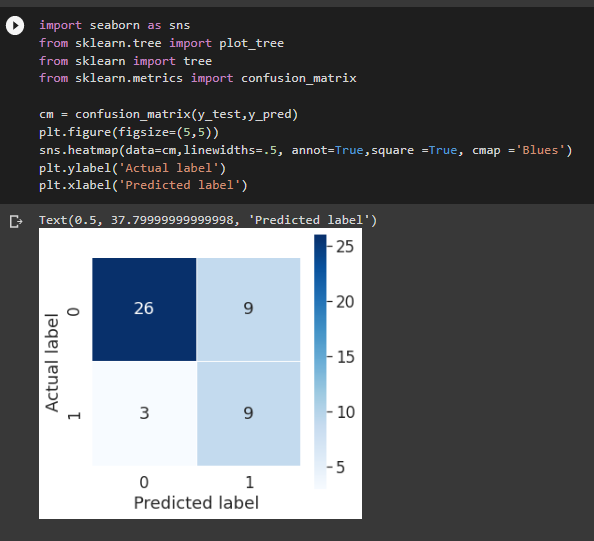 import seaborn as sns
from sklearn.tree import plot_tree
from sklearn import tree
from sklearn.metrics import confusion_matrix
cm = confusion_matrix(y_test,y_pred)
plt.figure(figsize=(5,5))
sns.heatmap(data=cm,linewidths=.5, annot=True,square =True, cmap ='Blues')
plt.ylabel('Actual label')
plt.xlabel('Predicted label')
Text(0.5, 37.79999999999998, 'Predicted label')
25
20
15
10
5
Actual label
0
1
26
9
3
9
0
1
Predicted label